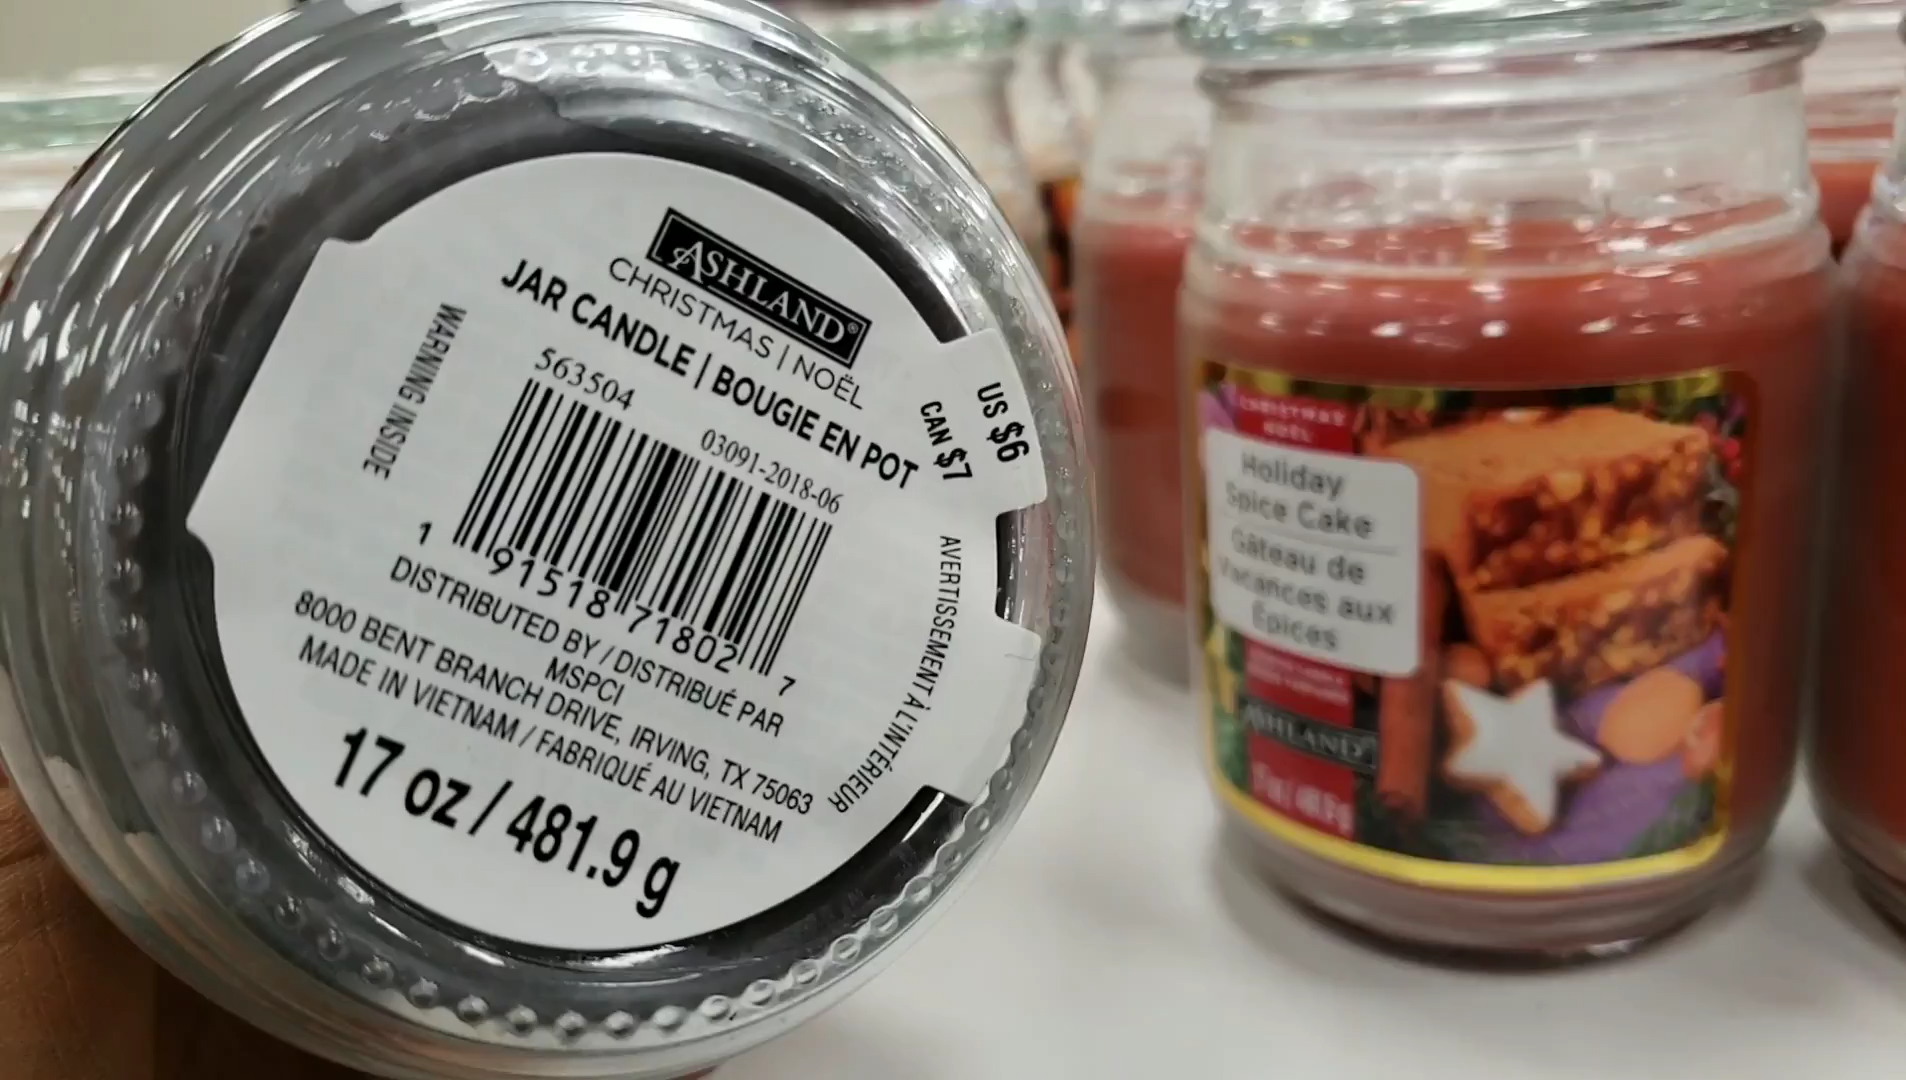 ASHLAND®
CHRISTMAS | NOËL
JAR CANDLE | BOUGIE EN POT
563504
03091-2018-06
1 91518 71802 7
DISTRIBUTED BY / DISTRIBUÉ PAR
MSPCI
8000 BENT BRANCH DRIVE, IRVING, TX 75063
MADE IN VIETNAM / FABRIQUÉ AU VIETNAM
17 oz / 481.9 g
WARNING INSIDE
US $6
CAN $7
AVERTISSEMENT À L'INTÉRIEUR
CHRISTMAS
NOËL
Holiday
Spice Cake
Gâteau de
Vacances aux
Épices
ASHLAND